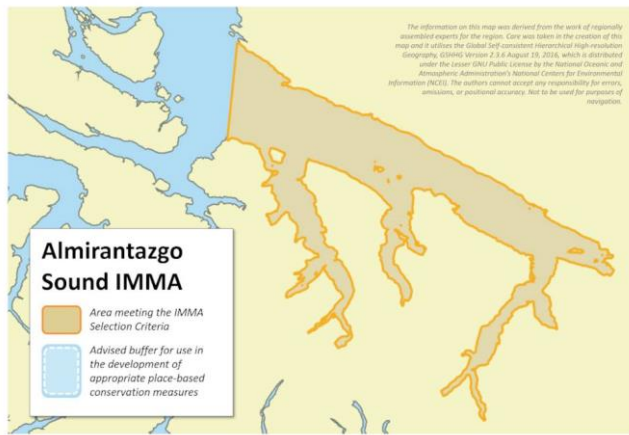 The information on this map was derived from the work of regionally
assembled experts for the region. Care was taken in the creation of this
map and it utilises the Global Self-consistent Hierarchical High-resolution
Geography, GSHHG Version 2.3.6 August 19, 2016, which is distributed
under the Lesser GNU Public License by the National Oceanic and
Atmospheric Administration's National Centers for Environmental
Information (NCEI). The authors cannot accept any responsibility for errors,
omissions, or positional accuracy. Not to be used for purposes of
navigation.
Almirantazgo
Sound IMMA
Area meeting the IMMA
Selection Criteria
Advised buffer for use in
the development of
appropriate place-based
conservation measures